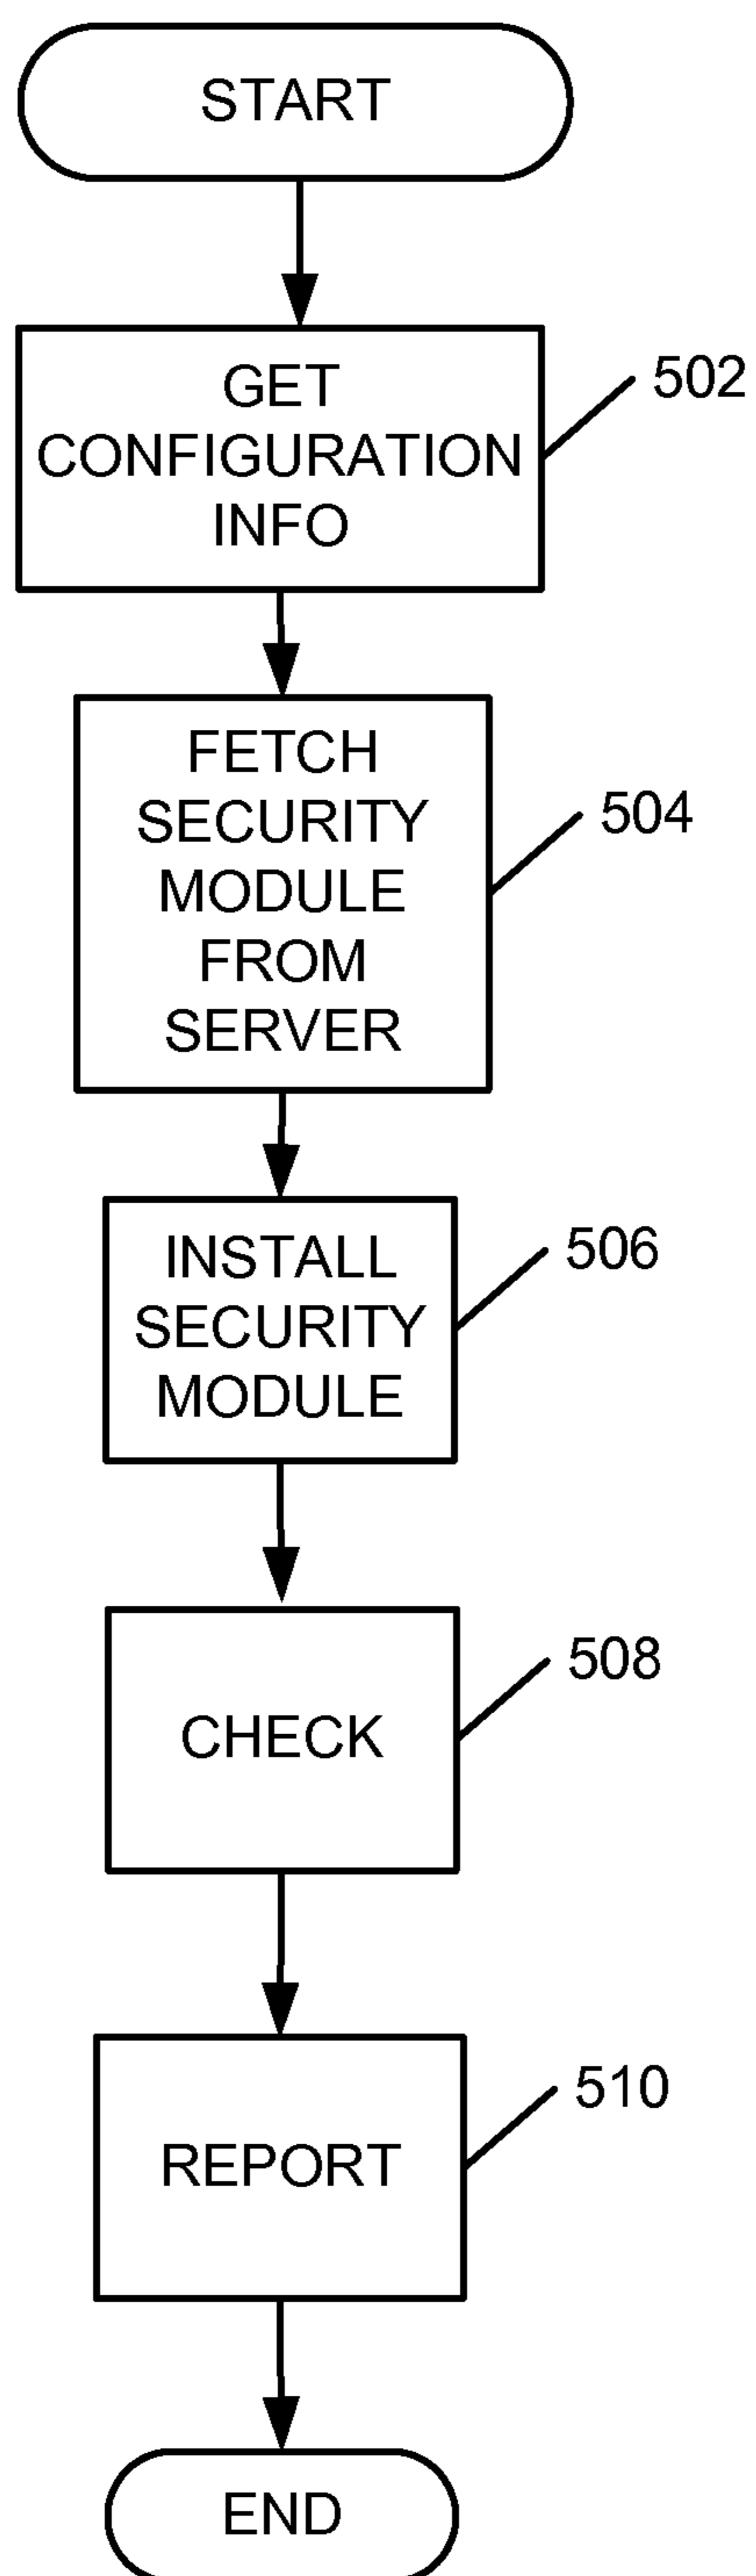 START
GET
CONFIGURATION
INFO
502
FETCH
SECURITY
MODULE
FROM
SERVER
504
INSTALL
SECURITY
MODULE
506
CHECK
508
REPORT
510
END